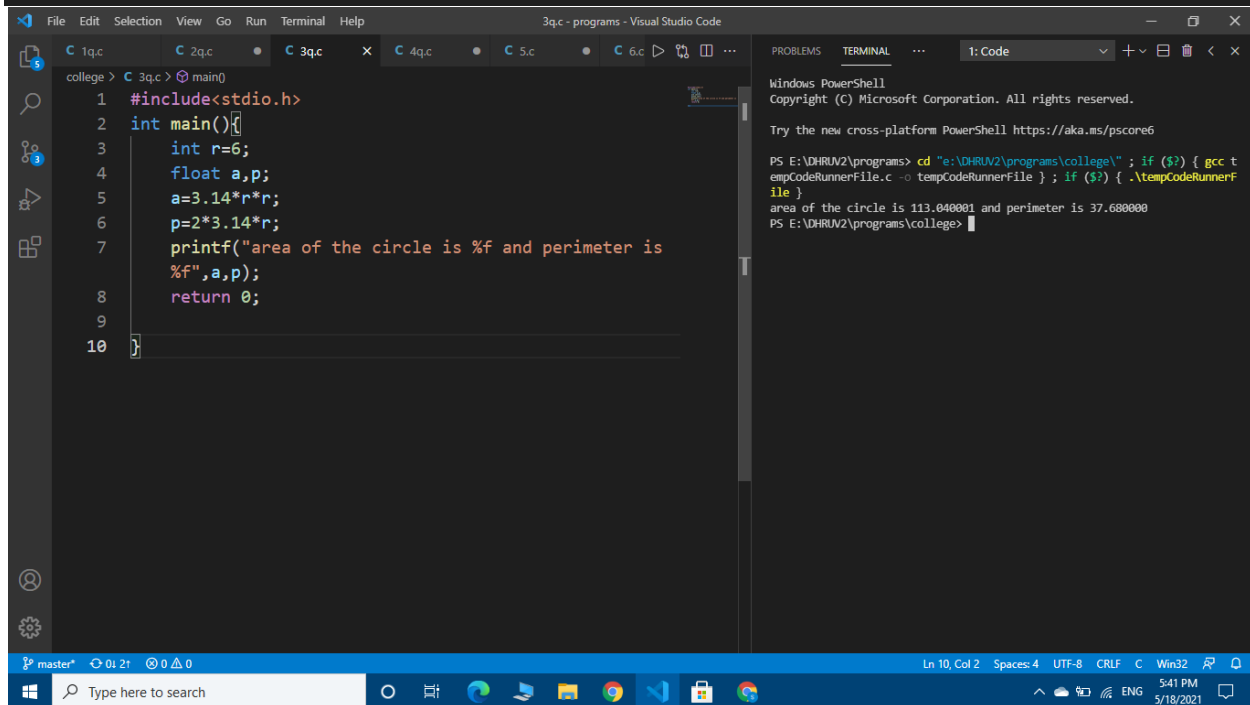 File Edit Selection View Go Run Terminal Help 3q.c - programs - Visual Studio Code
C 1q.c C 2q.c C 3q.c C 4q.c C 5.c C 6.c
college > C 3q.c > main()
1 #include<stdio.h>
2 int main(){
3 int r=6;
4 float a,p;
5 a=3.14*r*r;
6 p=2*3.14*r;
7 printf("area of the circle is %f and perimeter is
%f",a,p);
8 return 0;
9
10 }
PROBLEMS TERMINAL ... 1: Code
Windows PowerShell
Copyright (C) Microsoft Corporation. All rights reserved.
Try the new cross-platform PowerShell https://aka.ms/pscore6
PS E:\DHRUV2\programs> cd "e:\DHRUV2\programs\college\" ; if ($?) { gcc t
empCodeRunnerFile.c -o tempCodeRunnerFile } ; if ($?) { .\tempCodeRunnerF
ile }
area of the circle is 113.040001 and perimeter is 37.680000
PS E:\DHRUV2\programs\college>
5
3
master* 0↓ 2↑ 0 0 Ln 10, Col 2 Spaces: 4 UTF-8 CRLF C Win32
Type here to search ENG 5:41 PM
5/18/2021